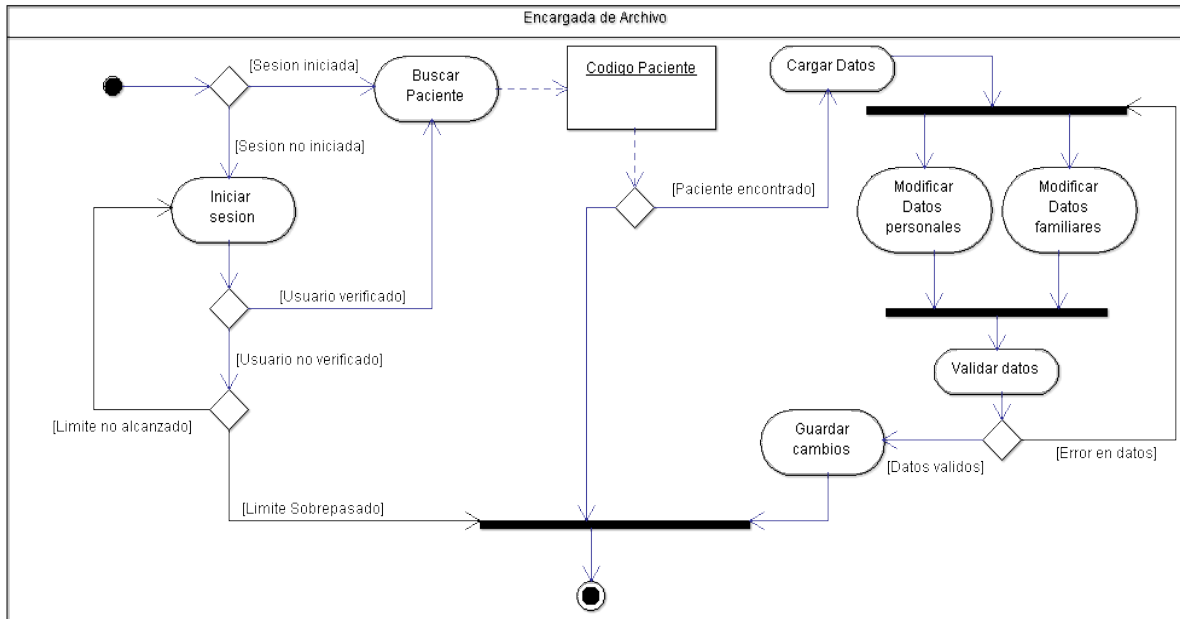 Encargada de Archivo
[Sesion iniciada]
Buscar
Paciente
Codigo Paciente
Cargar Datos
[Sesion no iniciada]
Iniciar
sesion
[Paciente encontrado]
Modificar
Datos
personales
Modificar
Datos
familiares
[Usuario verificado]
[Usuario no verificado]
Validar datos
[Limite no alcanzado]
Guardar
cambios
[Datos validos]
[Error en datos]
[Limite Sobrepasado]